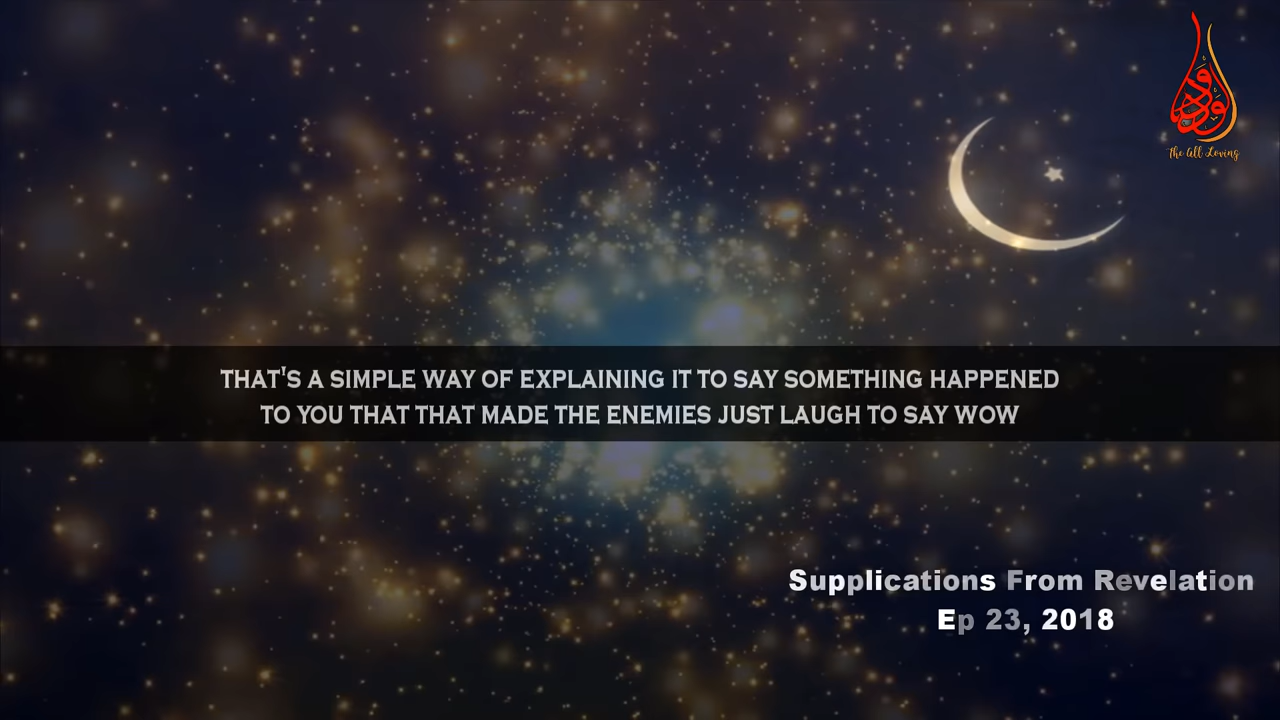 ودود
The All Loving
THAT'S A SIMPLE WAY OF EXPLAINING IT TO SAY SOMETHING HAPPENED
TO YOU THAT THAT MADE THE ENEMIES JUST LAUGH TO SAY WOW
Supplications From Revelation
Ep 23, 2018